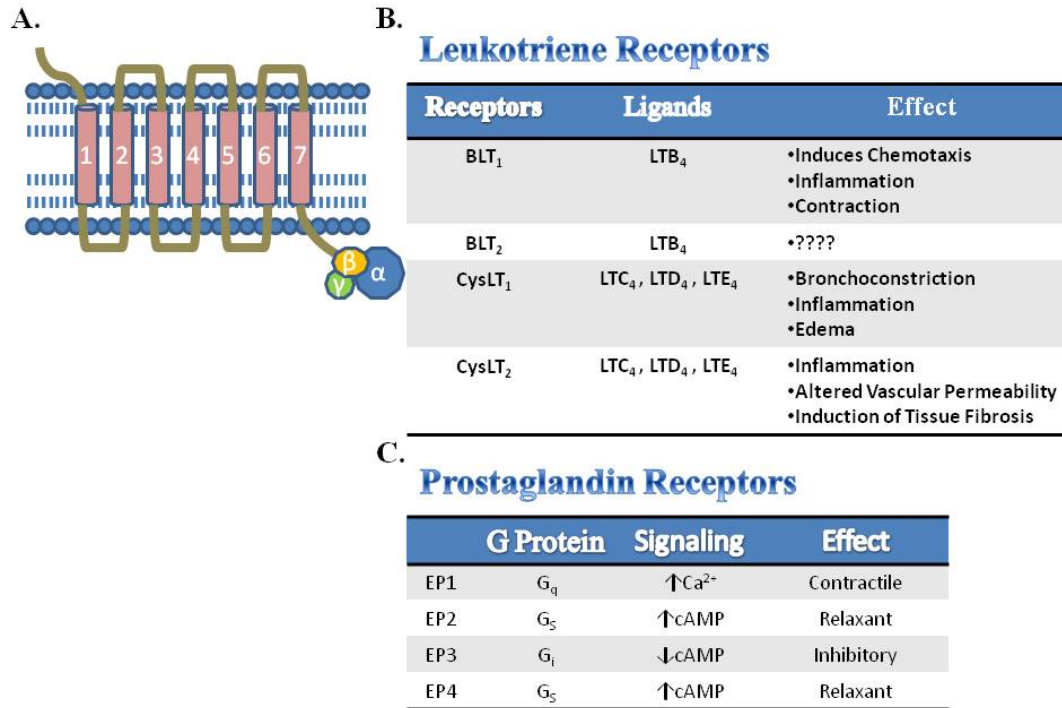 A.
1 2 3 4 5 6 7
β
α
γ
B.
Leukotriene Receptors
Receptors Ligands Effect
BLT₁ LTB₄ •Induces Chemotaxis
•Inflammation
•Contraction
BLT₂ LTB₄ •????
CysLT₁ LTC₄ , LTD₄ , LTE₄ •Bronchoconstriction
•Inflammation
•Edema
CysLT₂ LTC₄ , LTD₄ , LTE₄ •Inflammation
•Altered Vascular Permeability
•Induction of Tissue Fibrosis
C.
Prostaglandin Receptors
G Protein Signaling Effect
EP1 Gq ↑Ca²⁺ Contractile
EP2 GS ↑cAMP Relaxant
EP3 Gi ↓cAMP Inhibitory
EP4 GS ↑cAMP Relaxant